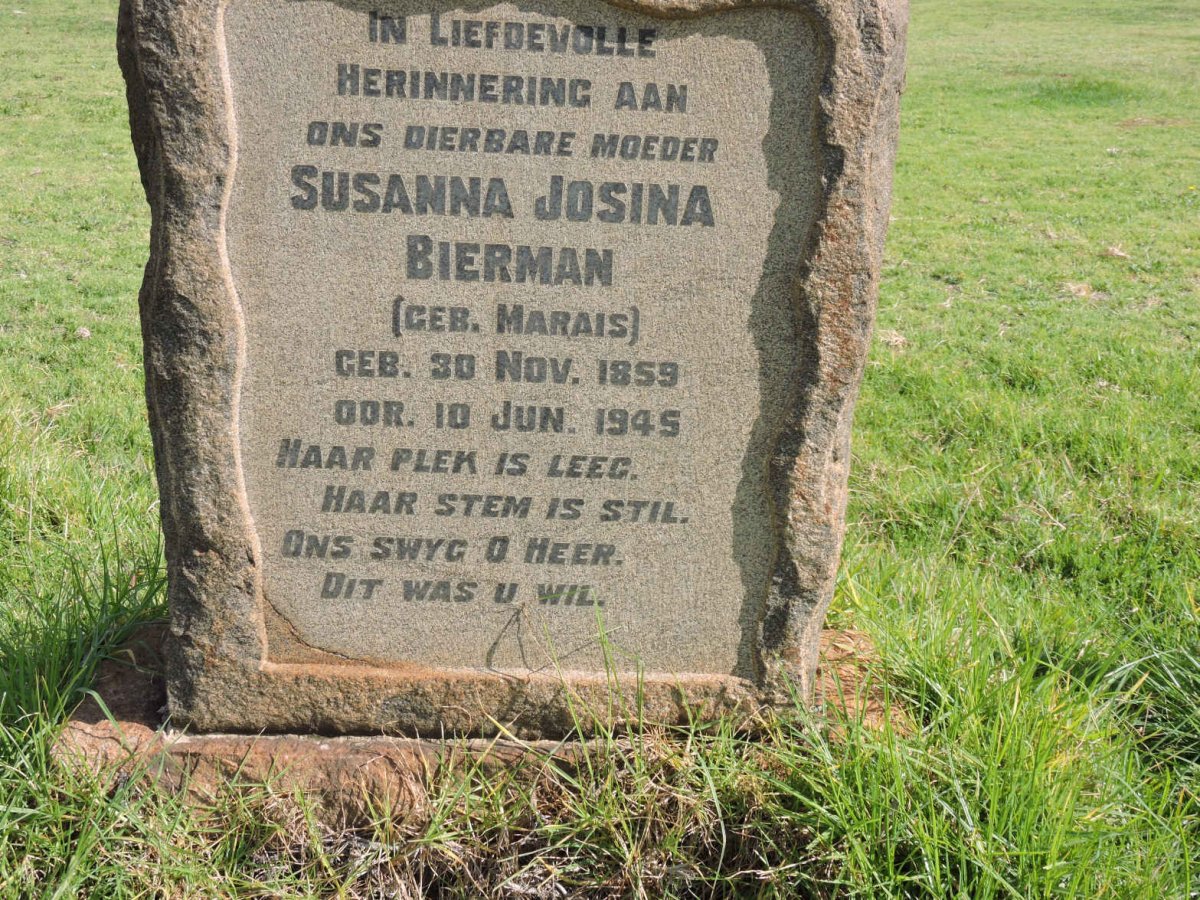 In Liefdevolle
Herinnering aan
ons dierbare moeder
Susanna Josina
Bierman
(geb. Marais)
geb. 30 Nov. 1859
oor. 10 Jun. 1945
Haar plek is leeg.
Haar stem is stil.
Ons swyg O Heer.
Dit was U wil.